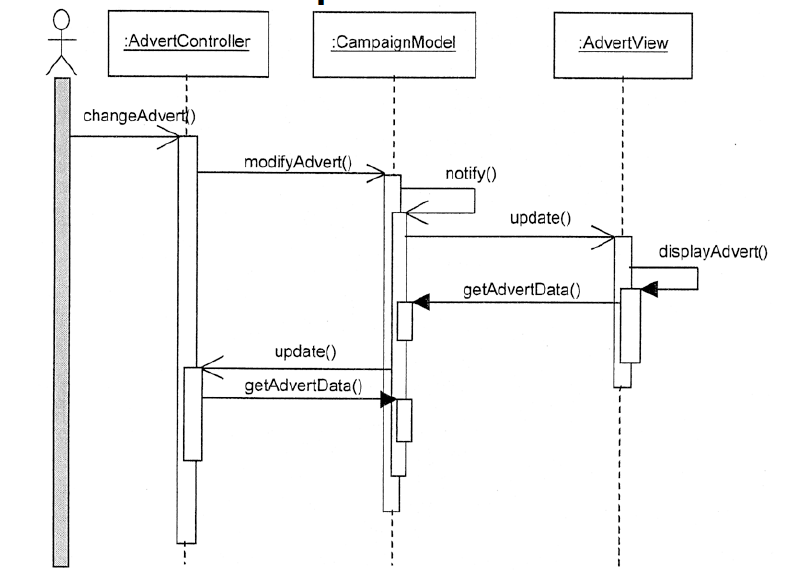 :AdvertController
:CampaignModel
:AdvertView
changeAdvert()
modifyAdvert()
notify()
update()
displayAdvert()
getAdvertData()
update()
getAdvertData()